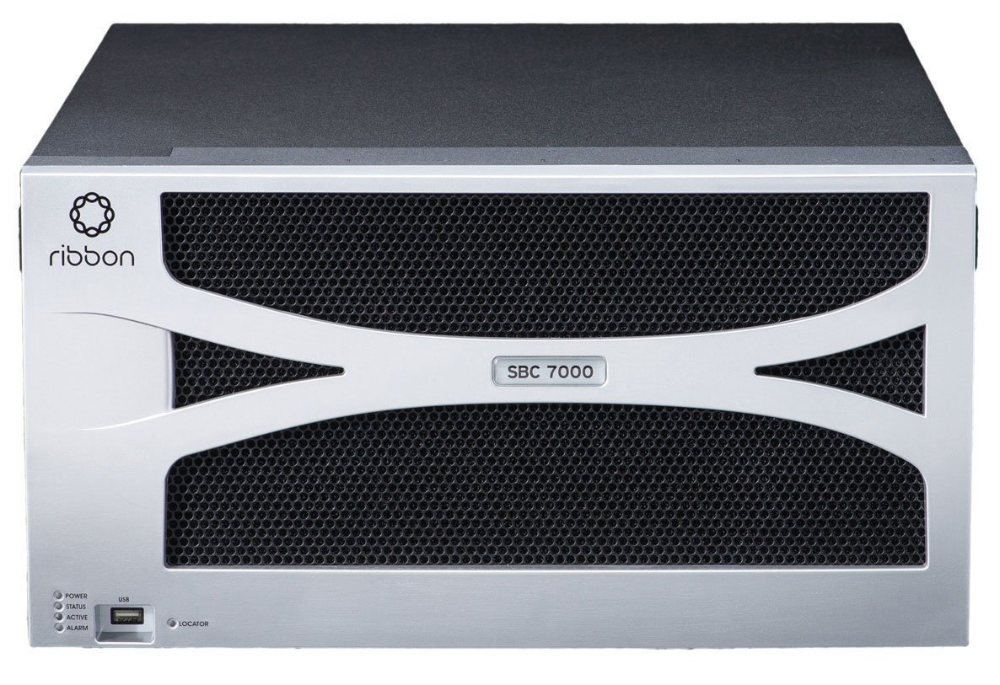 ribbon
SBC 7000
POWER
STATUS
ACTIVE
ALARM
USB
LOCATOR